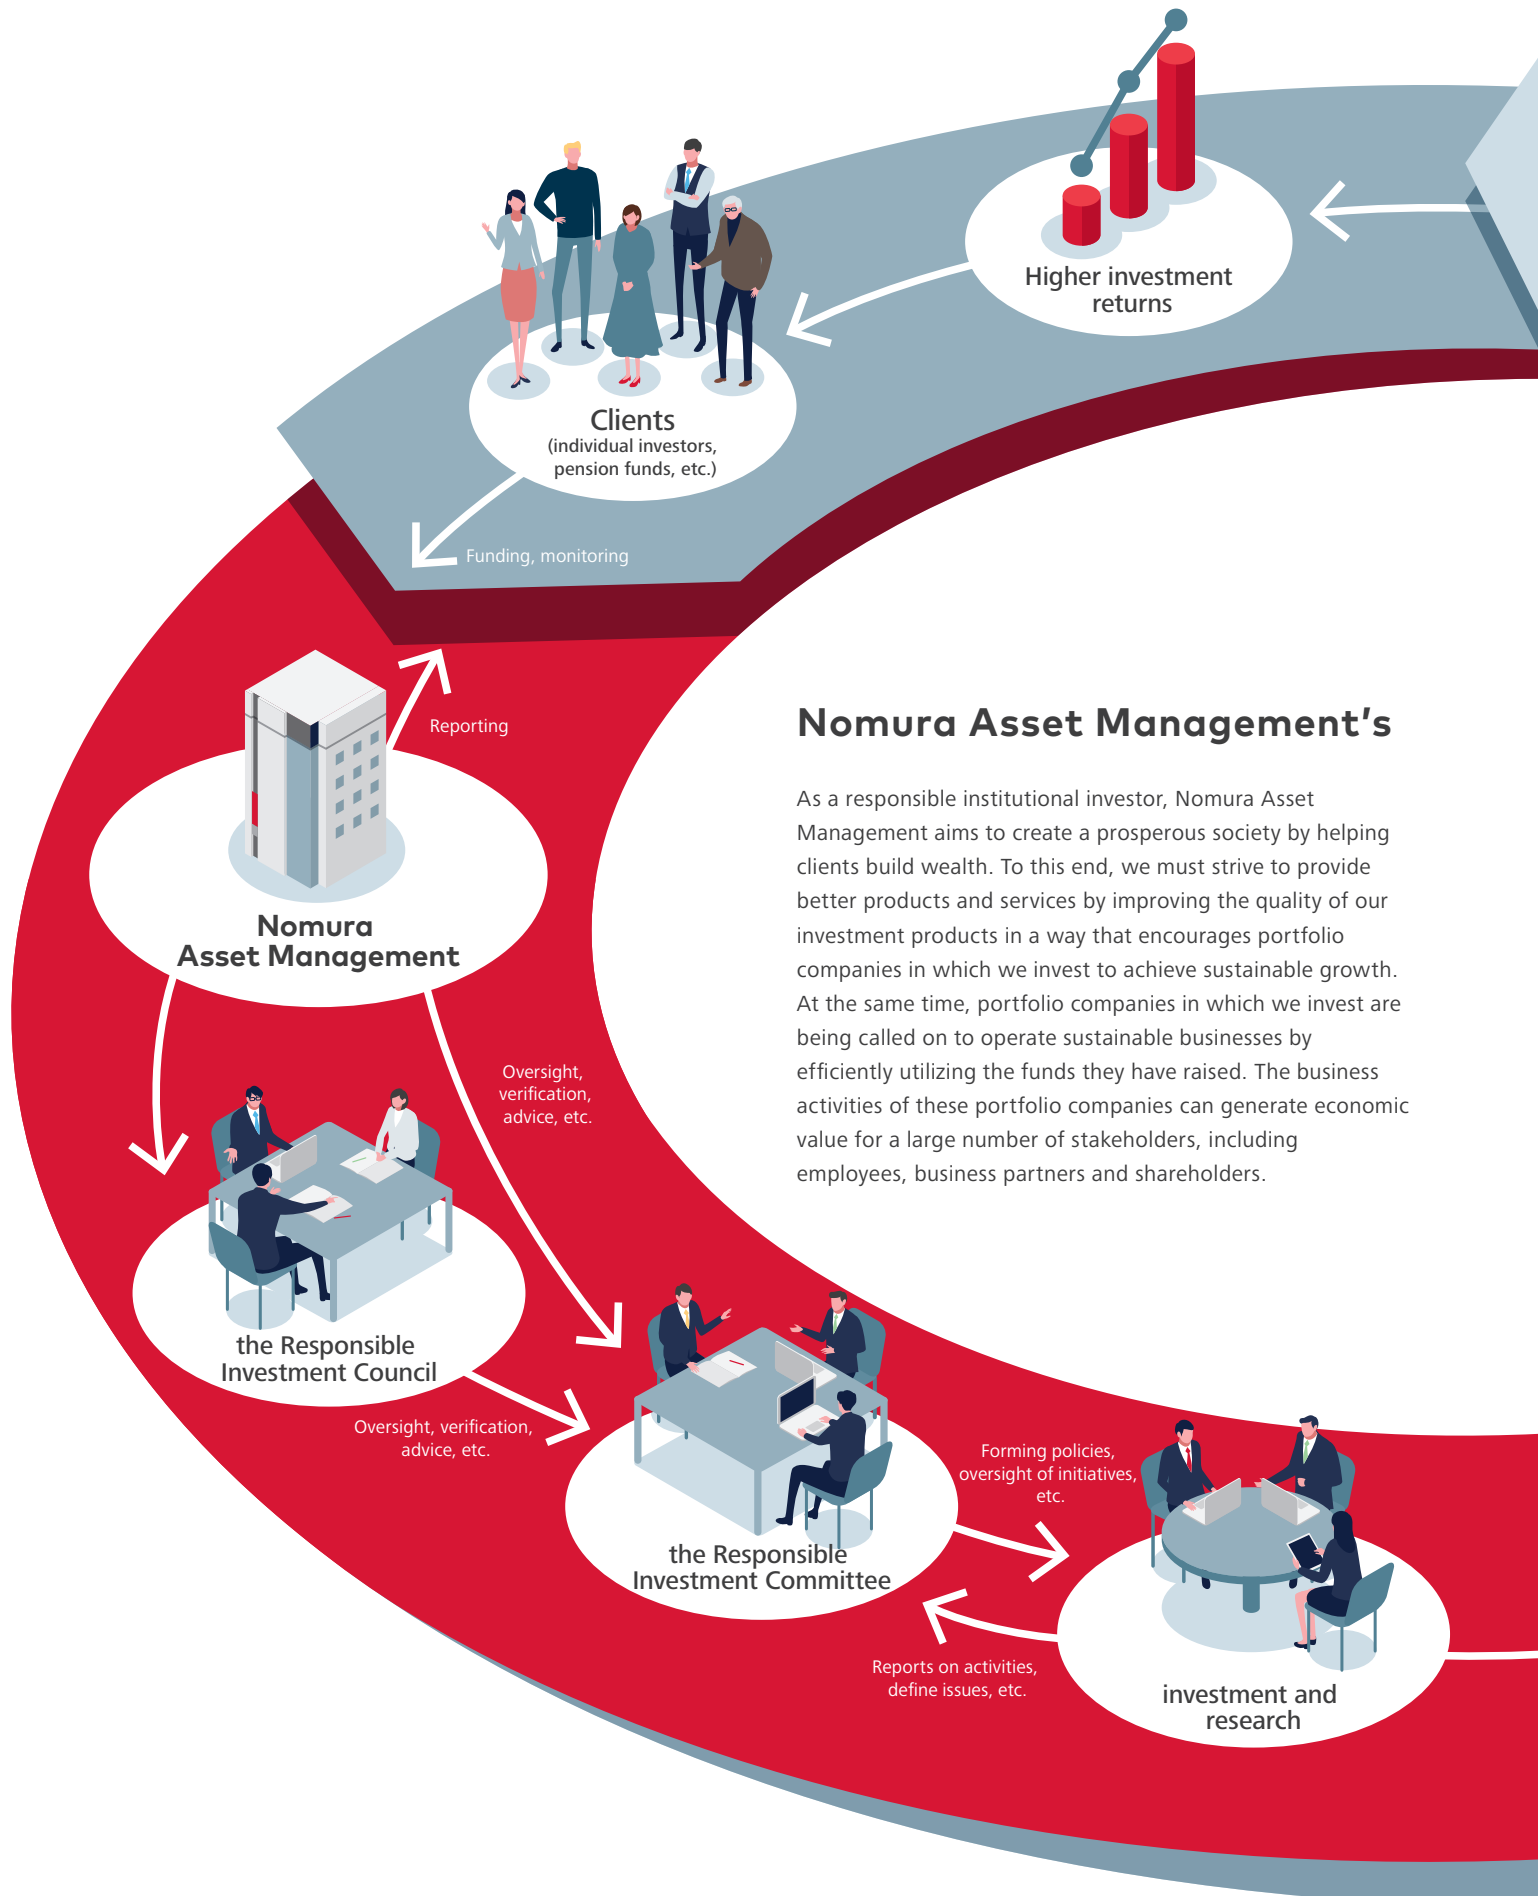 Higher investment
returns
Clients
(individual investors,
pension funds, etc.)
Funding, monitoring
Reporting
Nomura
Asset Management
Nomura Asset Management's
As a responsible institutional investor, Nomura Asset
Management aims to create a prosperous society by helping
clients build wealth. To this end, we must strive to provide
better products and services by improving the quality of our
investment products in a way that encourages portfolio
companies in which we invest to achieve sustainable growth.
At the same time, portfolio companies in which we invest are
being called on to operate sustainable businesses by
efficiently utilizing the funds they have raised. The business
activities of these portfolio companies can generate economic
value for a large number of stakeholders, including
employees, business partners and shareholders.
Oversight,
verification,
advice, etc.
the Responsible
Investment Council
Oversight, verification,
advice, etc.
the Responsible
Investment Committee
Forming policies,
oversight of initiatives,
etc.
Reports on activities,
define issues, etc.
investment and
research